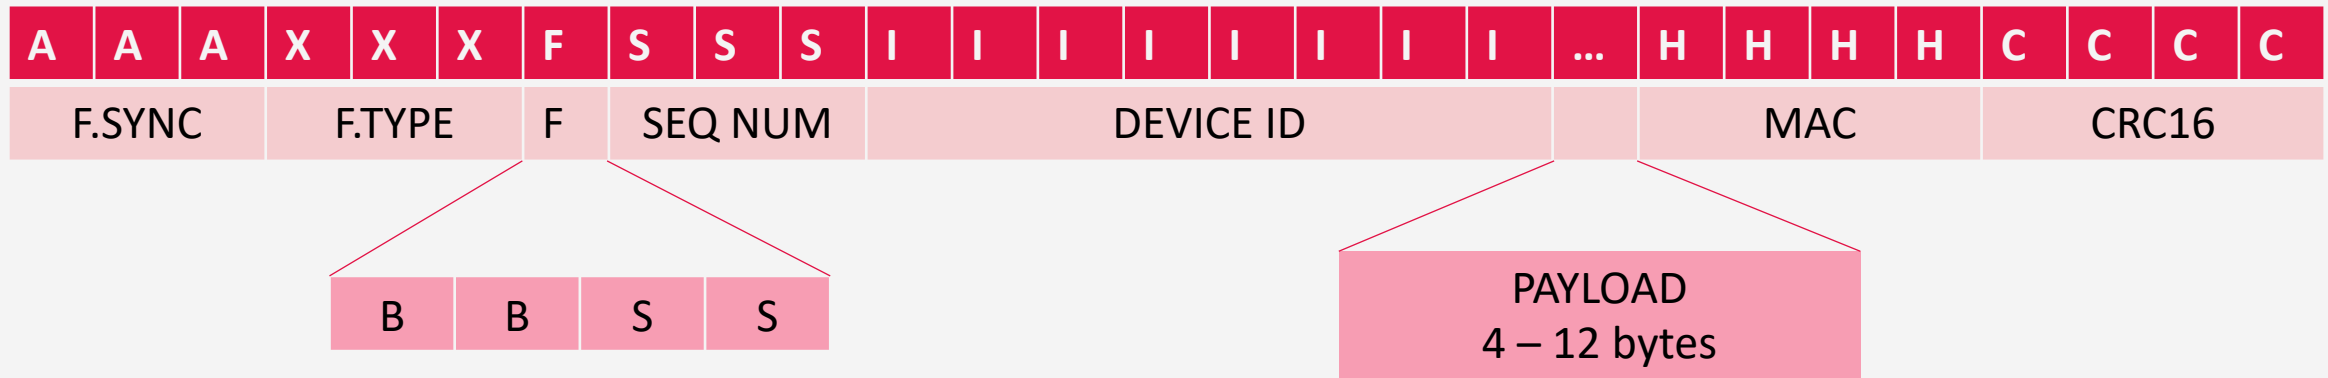 A A A X X X F S S S I I I I I I I I ... H H H H C C C C
F.SYNC F.TYPE F SEQ NUM DEVICE ID MAC CRC16
B B S S
PAYLOAD
4 – 12 bytes